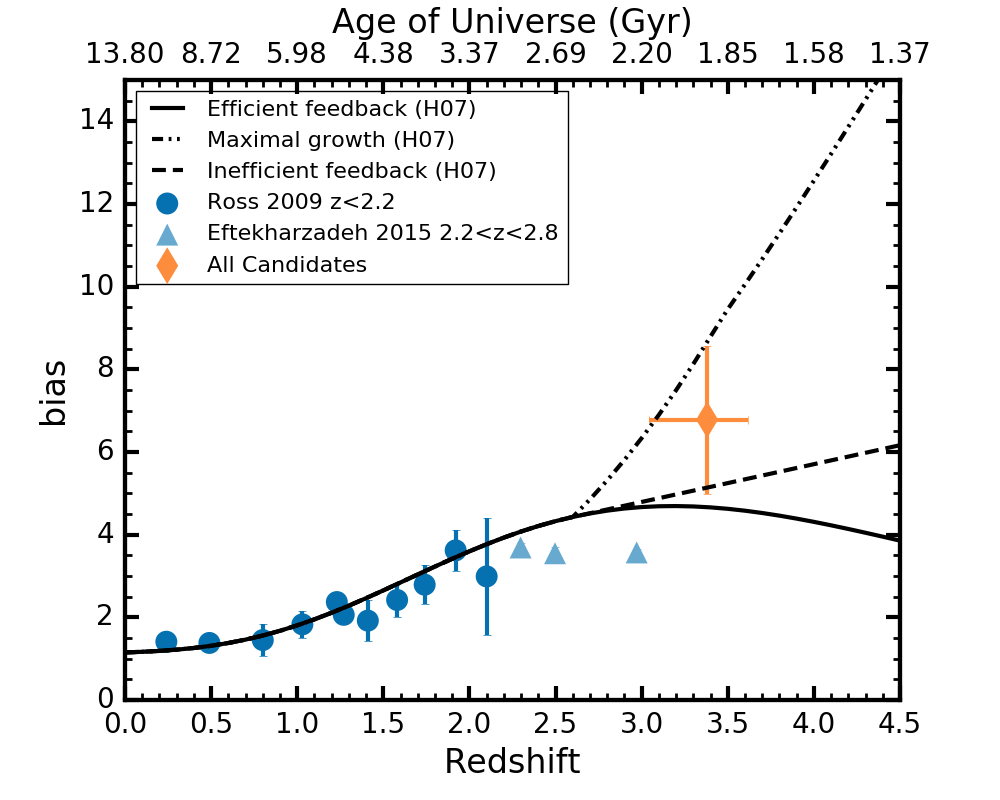 Age of Universe (Gyr)
13.80 8.72 5.98 4.38 3.37 2.69 2.20 1.85 1.58 1.37
Efficient feedback (H07)
Maximal growth (H07)
Inefficient feedback (H07)
Ross 2009 z<2.2
Eftekharzadeh 2015 2.2<z<2.8
All Candidates
14
12
10
8
6
4
2
0
bias
0.0 0.5 1.0 1.5 2.0 2.5 3.0 3.5 4.0 4.5
Redshift